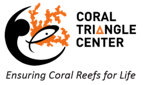 CORAL
TRIANGLE
CENTER
Ensuring Coral Reefs for Life